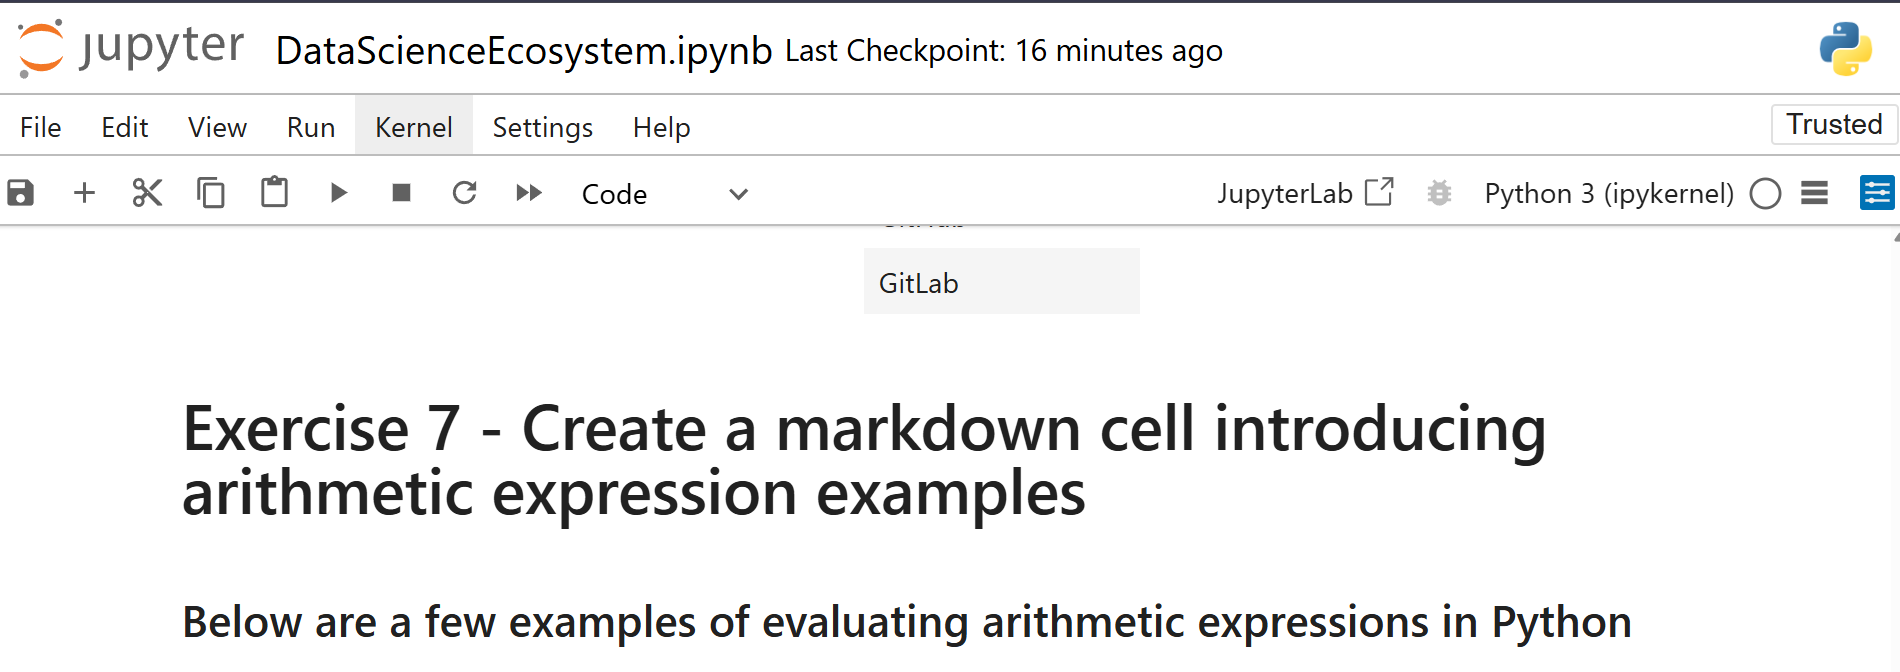 jupyter DataScienceEcosystem.ipynb Last Checkpoint: 16 minutes ago
File Edit View Run Kernel Settings Help Trusted
Code JupyterLab Python 3 (ipykernel)
GitLab
Exercise 7 - Create a markdown cell introducing
arithmetic expression examples
Below are a few examples of evaluating arithmetic expressions in Python